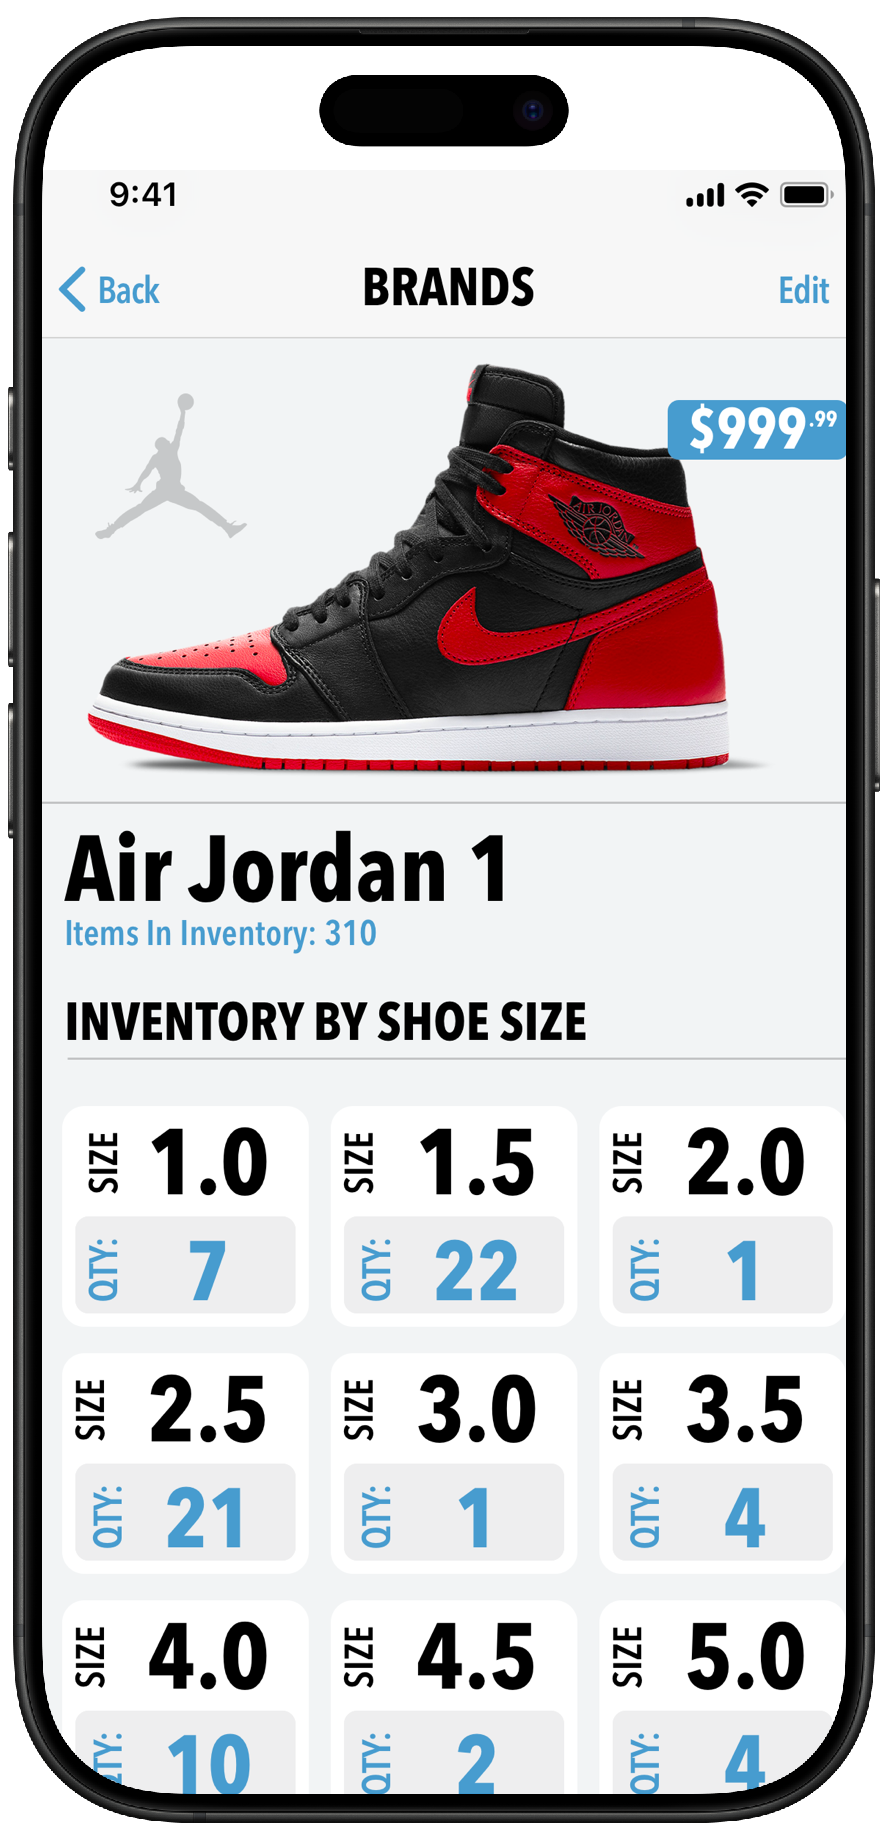 9:41
Back
BRANDS
Edit
$999.99
AIR JORDAN
Air Jordan 1
Items In Inventory: 310
INVENTORY BY SHOE SIZE
SIZE 1.0
SIZE 1.5
SIZE 2.0
QTY: 7
QTY: 22
QTY: 1
SIZE 2.5
SIZE 3.0
SIZE 3.5
QTY: 21
QTY: 1
QTY: 4
SIZE 4.0
SIZE 4.5
SIZE 5.0
QTY: 10
QTY: 2
QTY: 4